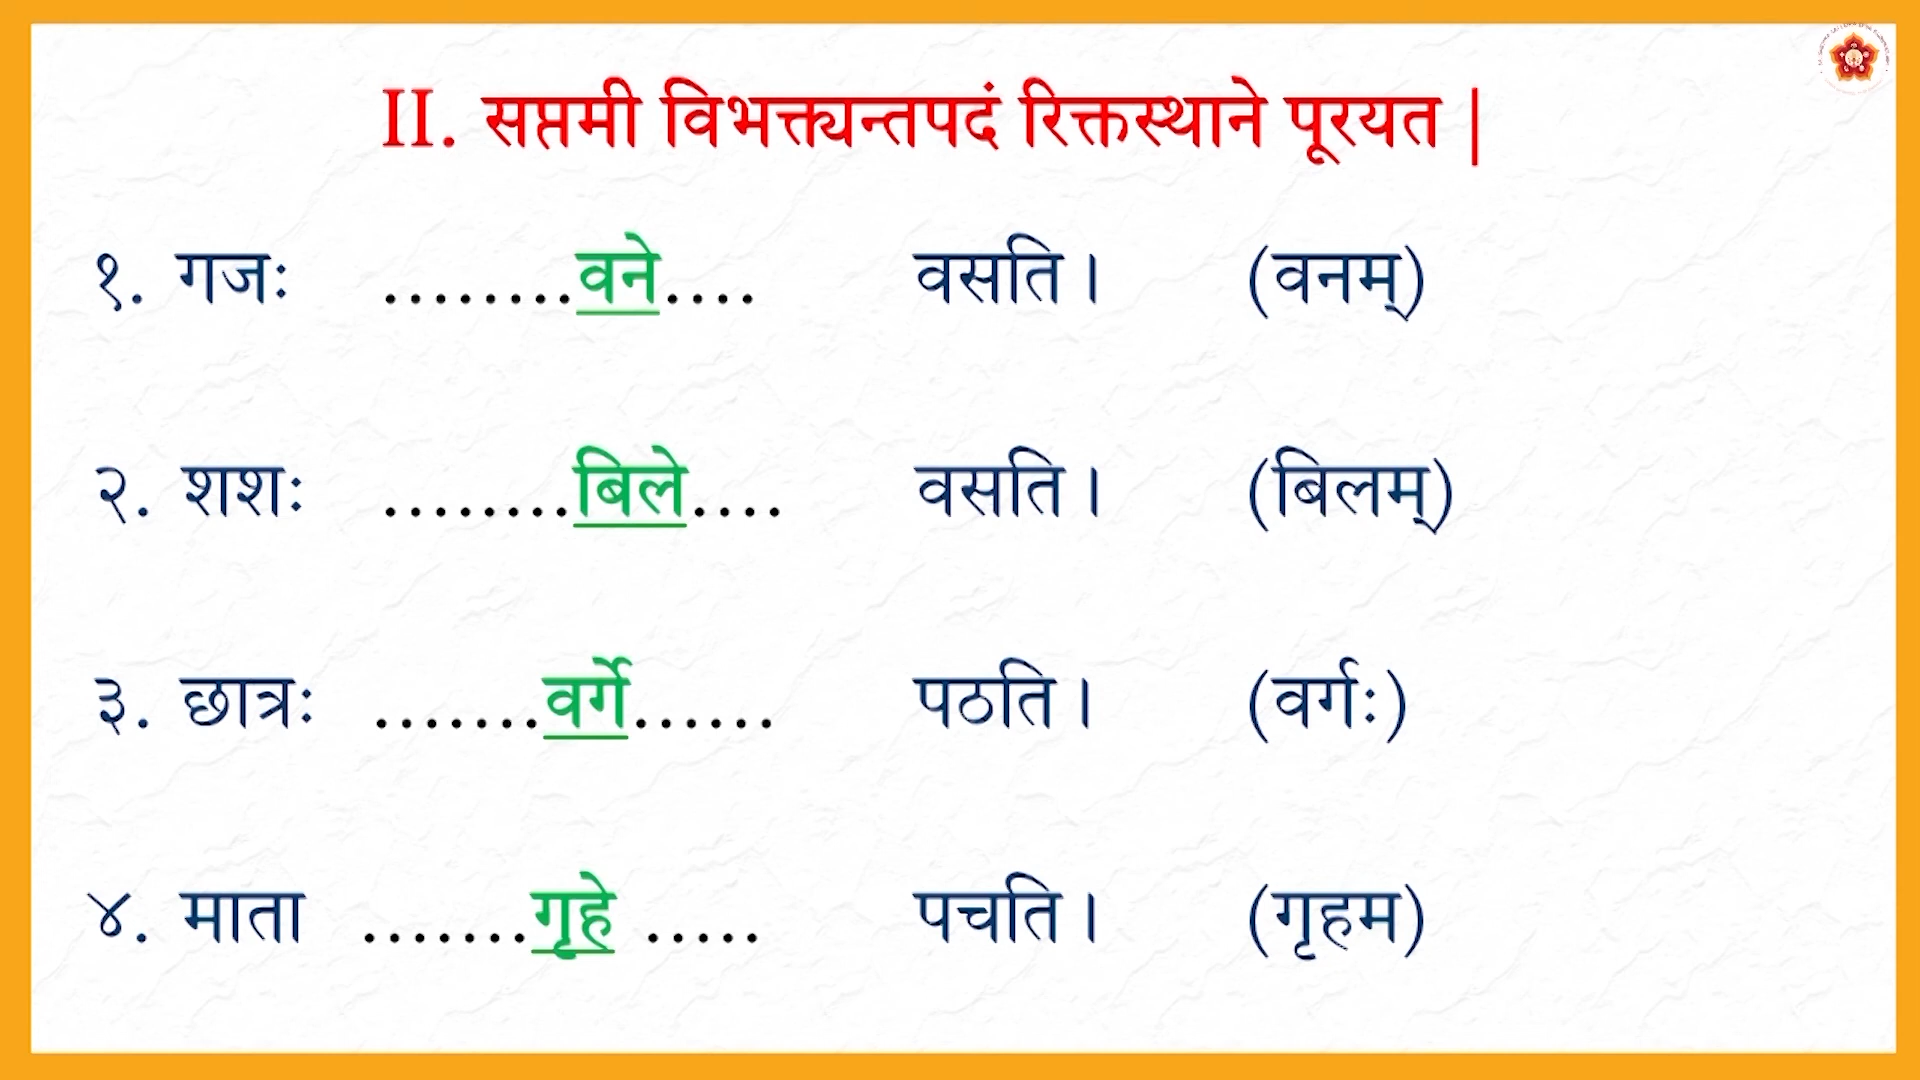 II. सप्तमी विभक्त्यन्तपदं रिक्तस्थाने पूरयत |
१. गजः ........वने.... वसति। (वनम्)
२. शशः ........बिले.... वसति। (बिलम्)
३. छात्रः .......वर्गे...... पठति। (वर्गः)
४. माता .......गृहे ..... पचति। (गृहम)